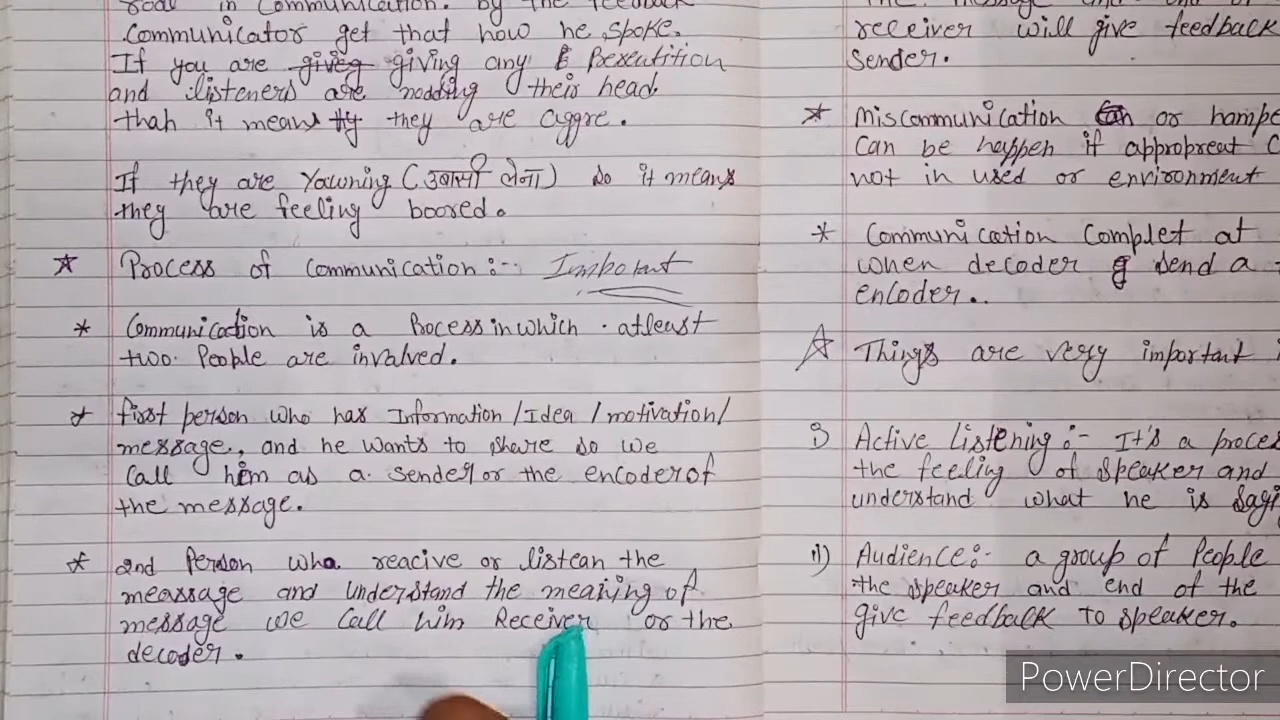 in Communication. by the feedback
Communicator get that how he spoke.
If you are giving any
and listeners are nodding their head.
than it means they are aggre.
If they are Yawning (उबासी लेना) so it means
they are feeling boored.
* Process of Communication:-
* Communication is a Process in which atleast
two People are involved.
* first person who has Information/Idea/motivation/
message, and he wants to share so we
Call him as a sender or the encoder of
the message.
* 2nd Person who reacive or listean the
meassage and understand the meaning of
message we Call him Receiver or the
decoder.
receiver will give feedback
Sender.
* Miscommunication or
Can be happen if appropreat
not in used or environment
* Communication Complet at
when decoder send a
encoder..
Things are very important
i) Active listening:- It's a
the feeling of speaker and
understand what he is
ii) Audience:- a group of People
the speaker and end of the
give feedback to speaker.
PowerDirector